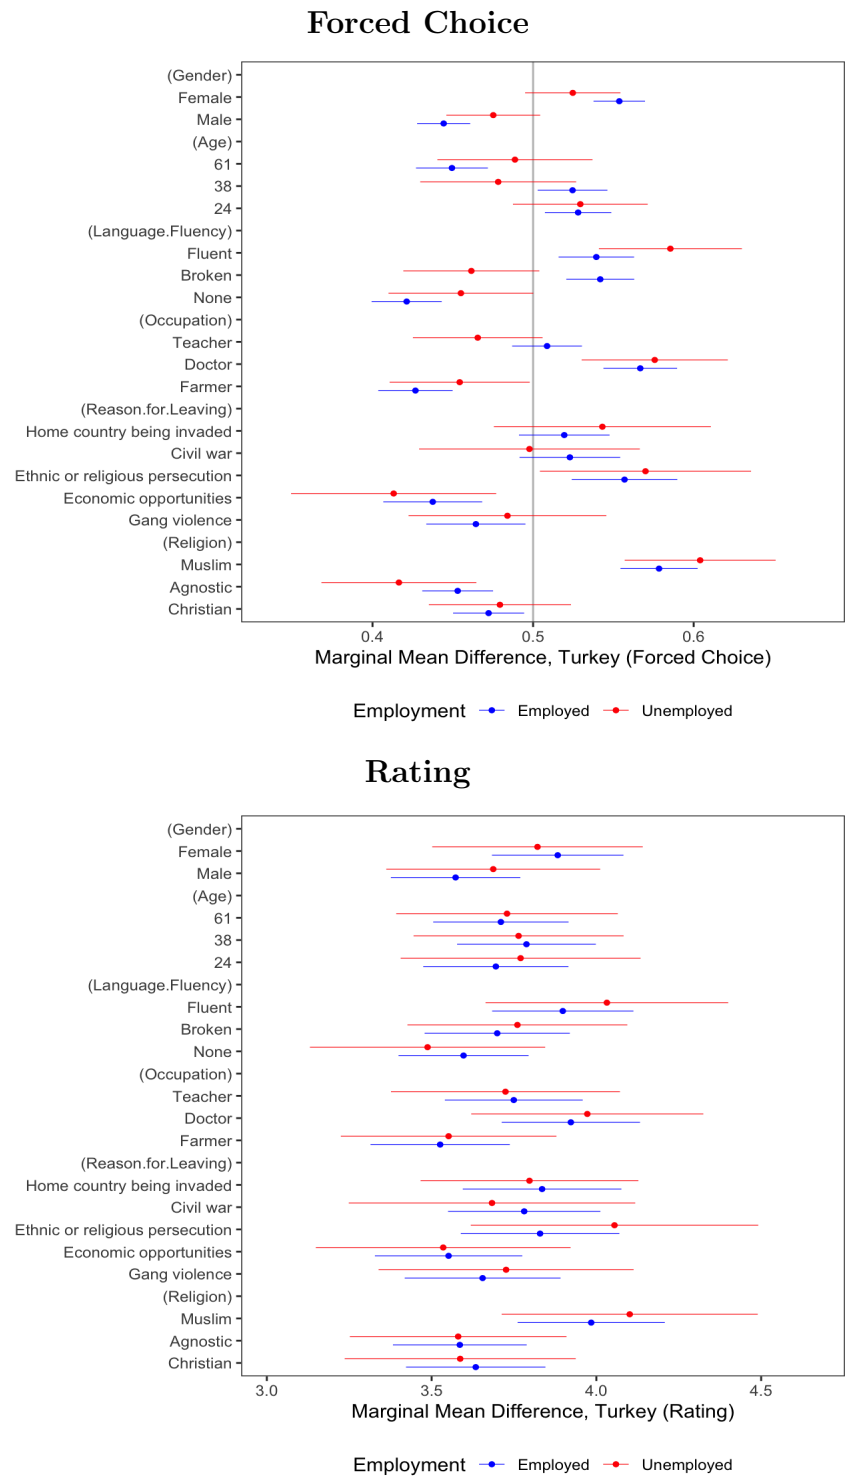 Forced Choice
(Gender)
Female
Male
(Age)
61
38
24
(Language.Fluency)
Fluent
Broken
None
(Occupation)
Teacher
Doctor
Farmer
(Reason.for.Leaving)
Home country being invaded
Civil war
Ethnic or religious persecution
Economic opportunities
Gang violence
(Religion)
Muslim
Agnostic
Christian
0.4 0.5 0.6
Marginal Mean Difference, Turkey (Forced Choice)
Employment Employed Unemployed
Rating
(Gender)
Female
Male
(Age)
61
38
24
(Language.Fluency)
Fluent
Broken
None
(Occupation)
Teacher
Doctor
Farmer
(Reason.for.Leaving)
Home country being invaded
Civil war
Ethnic or religious persecution
Economic opportunities
Gang violence
(Religion)
Muslim
Agnostic
Christian
3.0 3.5 4.0 4.5
Marginal Mean Difference, Turkey (Rating)
Employment Employed Unemployed